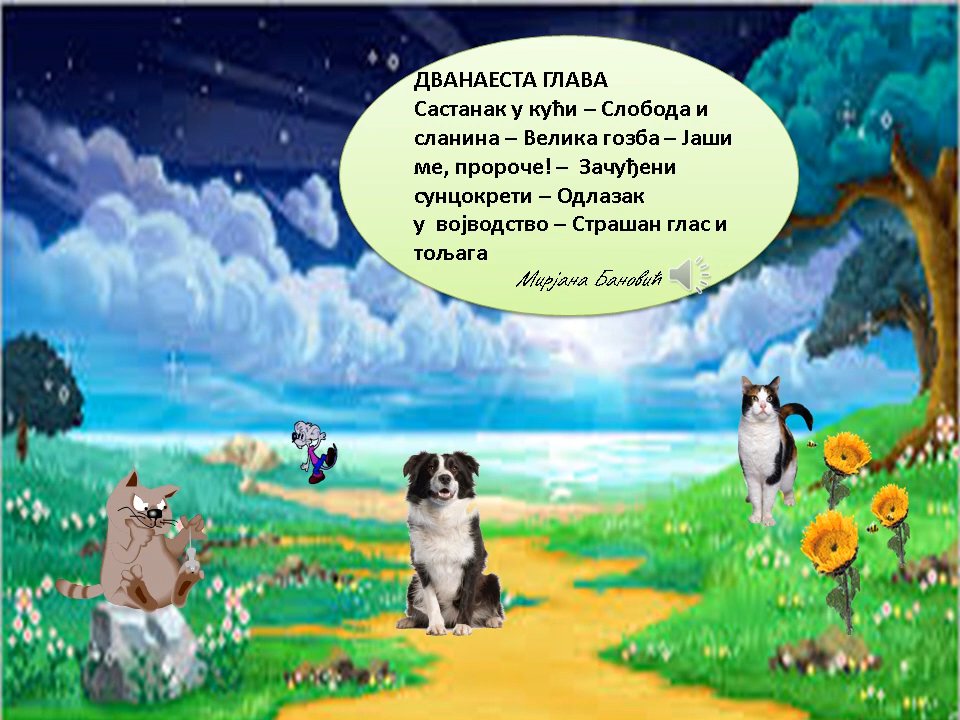 ДВАНАЕСТА ГЛАВА
Састанак у кући – Слобода и
сланина – Велика гозба – Јаши
ме, пророче! –  Зачуђени
сунцокрети – Одлазак
у  војводство – Страшан глас и
тољага
Мирјана Бановић